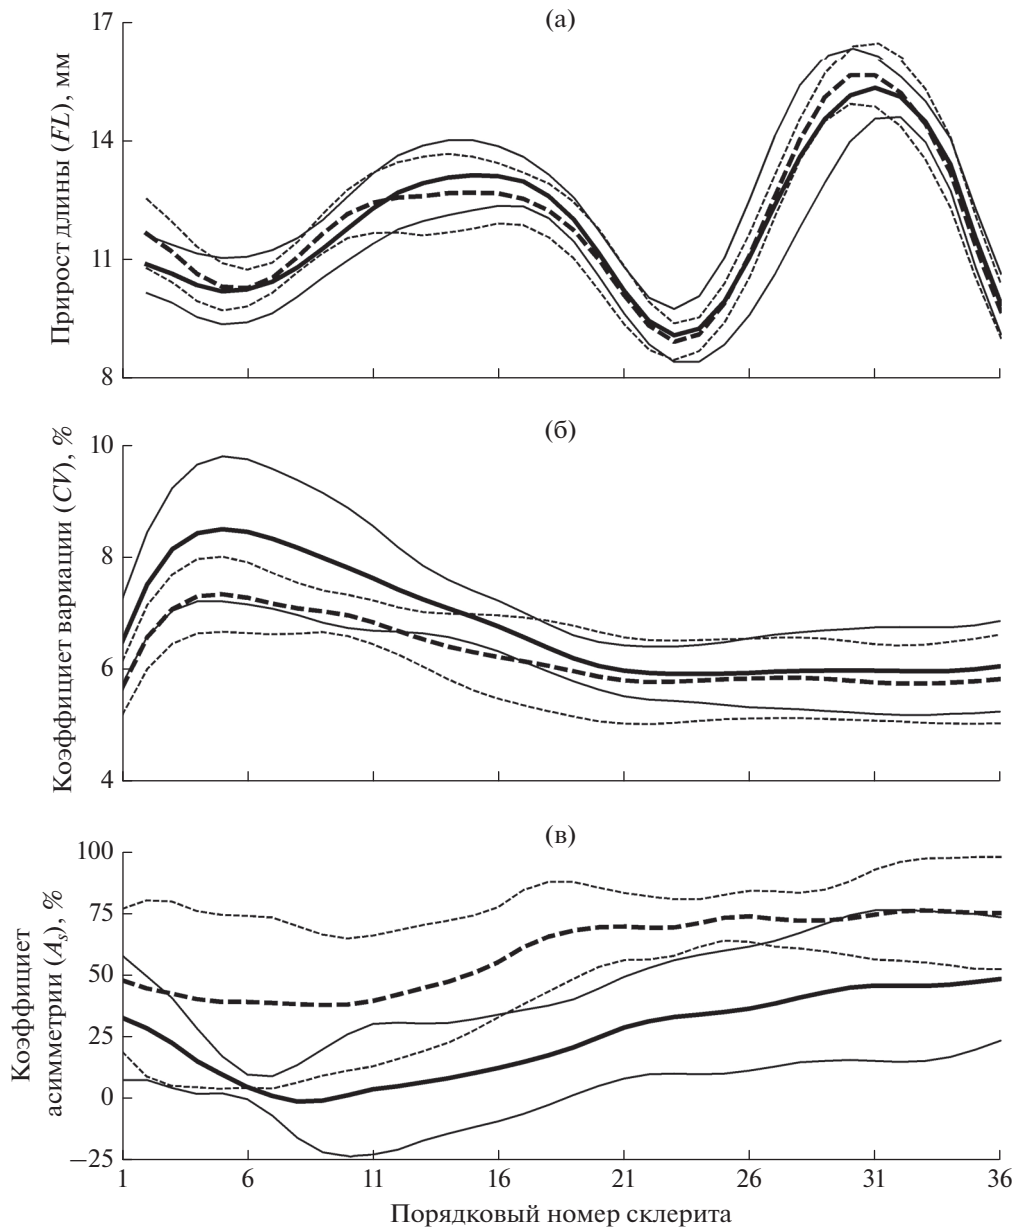 (а)
17
14
11
8
Прирост длины (FL), мм
(б)
10
8
6
4
Коэффициет вариации (CV), %
(в)
100
75
50
25
0
−25
Коэффициет
асимметрии (Aₛ), %
1 6 11 16 21 26 31 36
Порядковый номер склерита